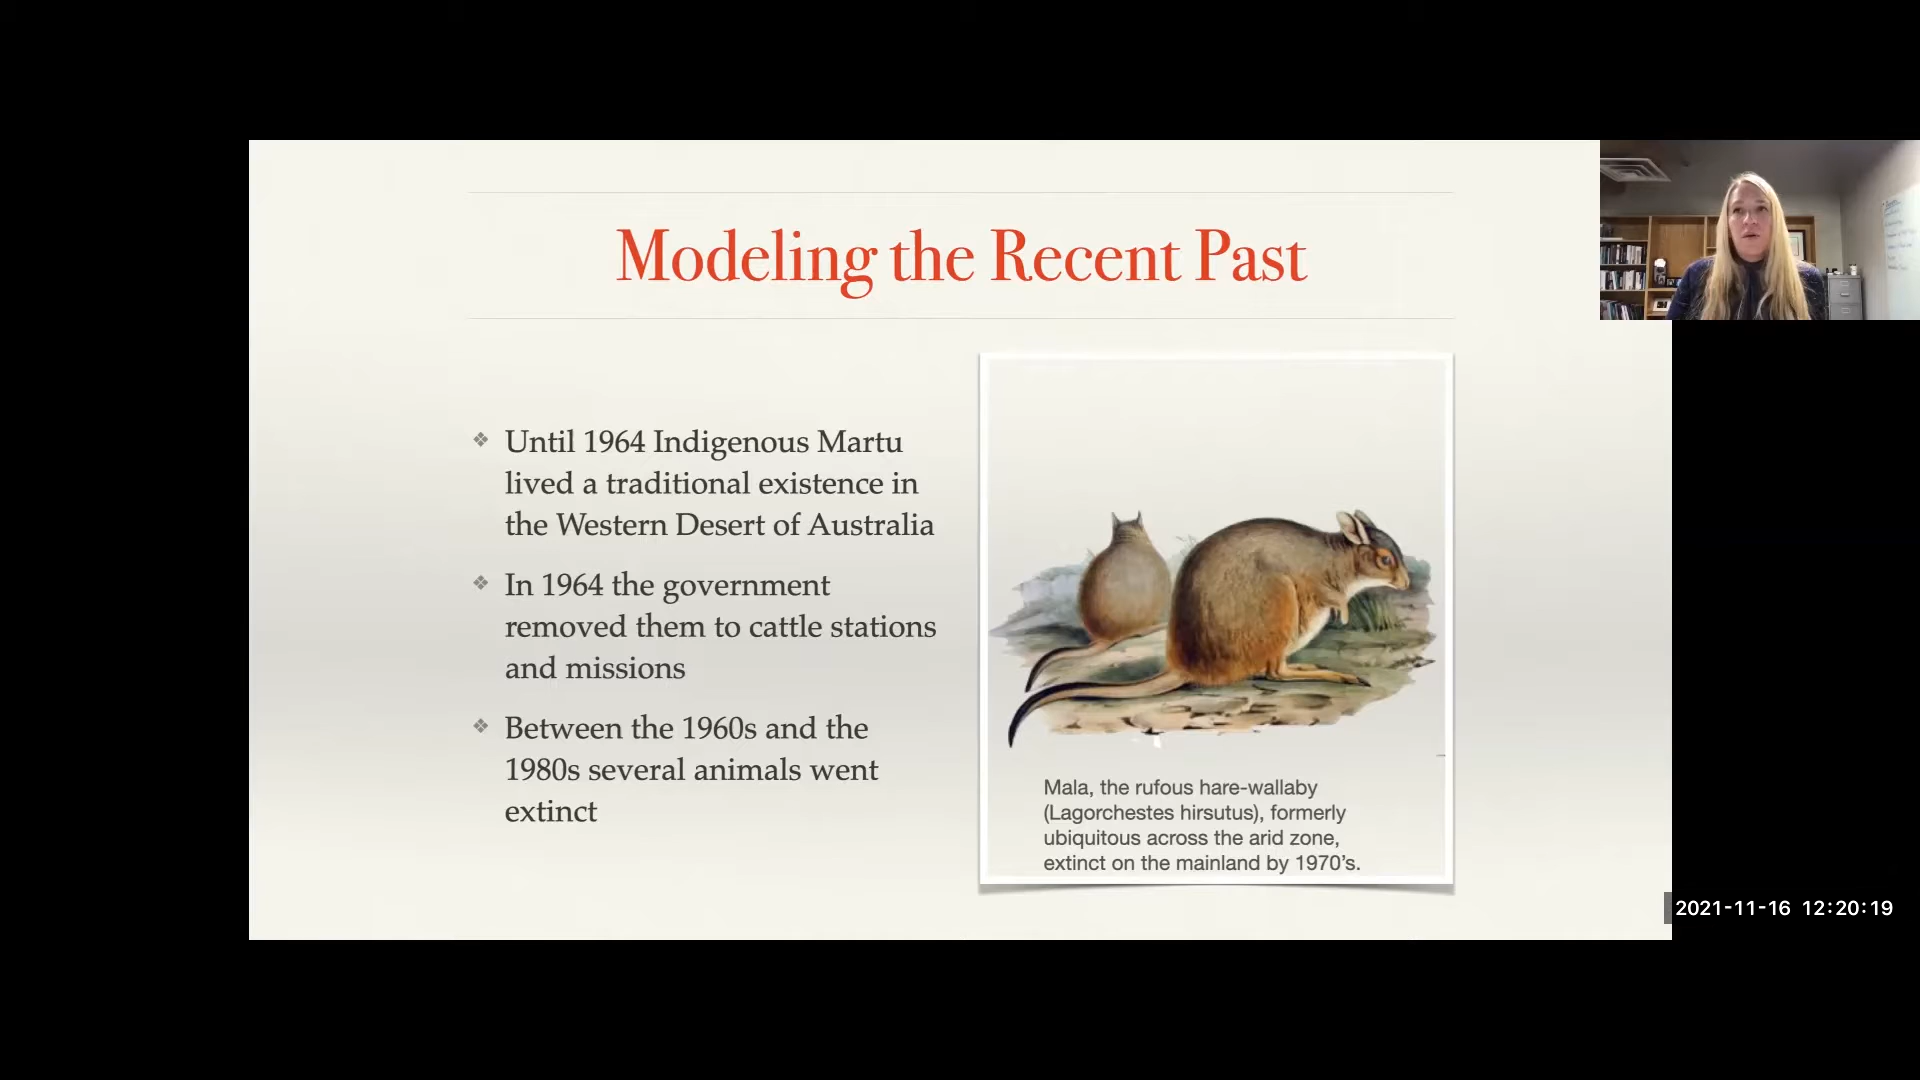 Modeling the Recent Past
❖ Until 1964 Indigenous Martu
lived a traditional existence in
the Western Desert of Australia
❖ In 1964 the government
removed them to cattle stations
and missions
❖ Between the 1960s and the
1980s several animals went
extinct
Mala, the rufous hare-wallaby
(Lagorchestes hirsutus), formerly
ubiquitous across the arid zone,
extinct on the mainland by 1970’s.
2021-11-16 12:20:19